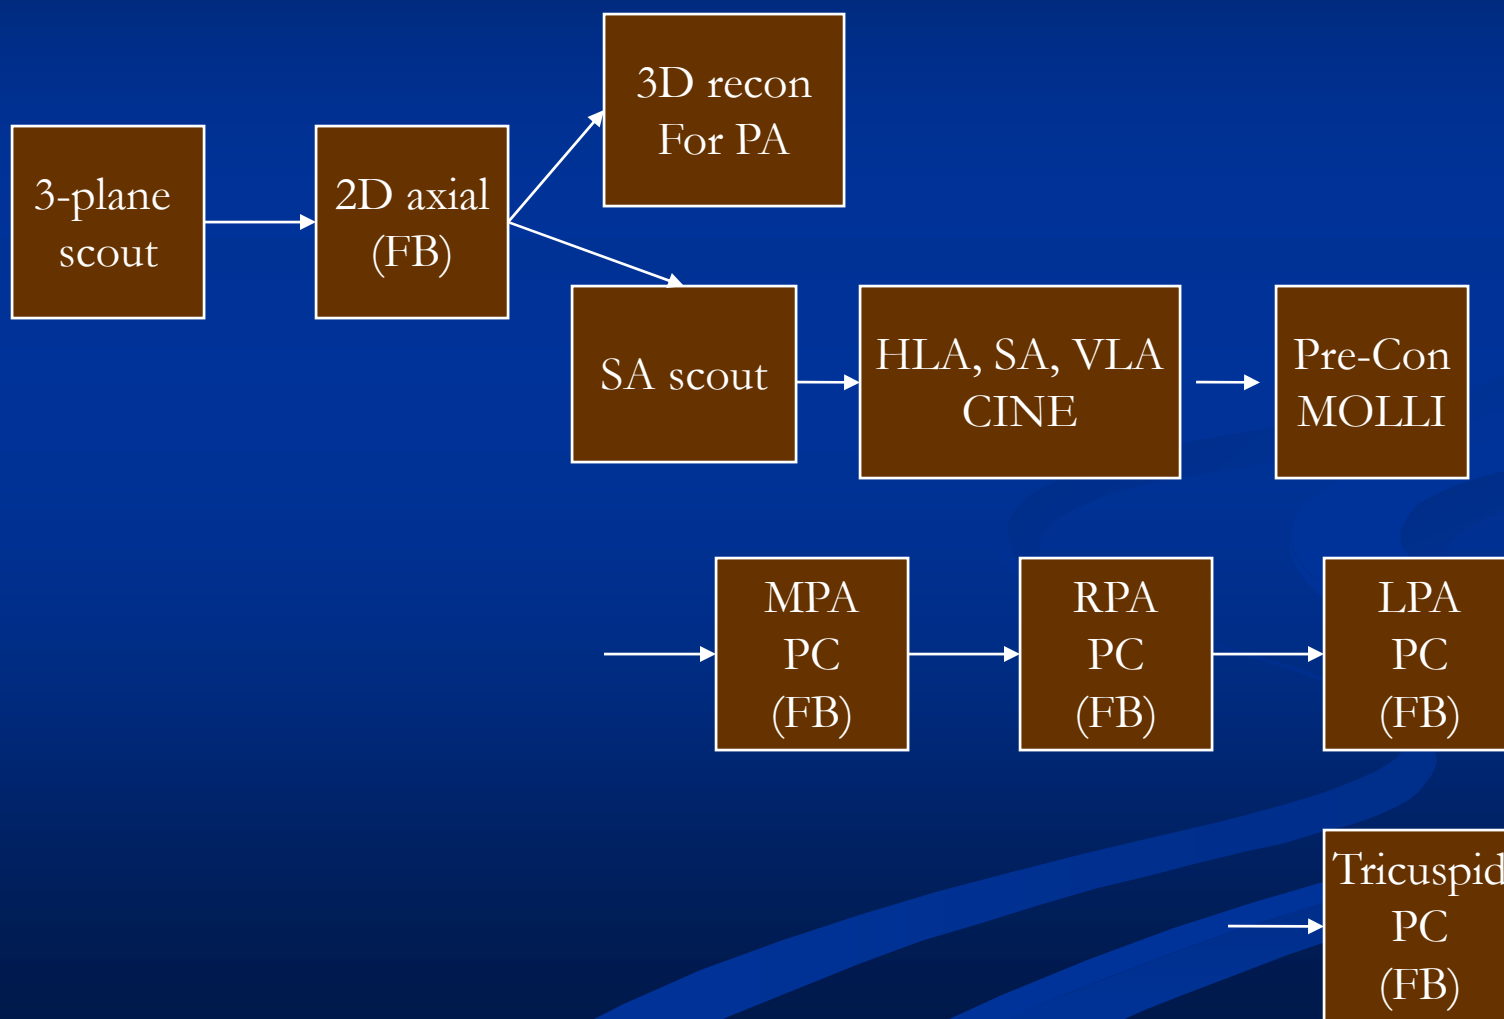 3-plane
scout
2D axial
(FB)
3D recon
For PA
SA scout
HLA, SA, VLA
CINE
Pre-Con
MOLLI
MPA
PC
(FB)
RPA
PC
(FB)
LPA
PC
(FB)
Tricuspid
PC
(FB)